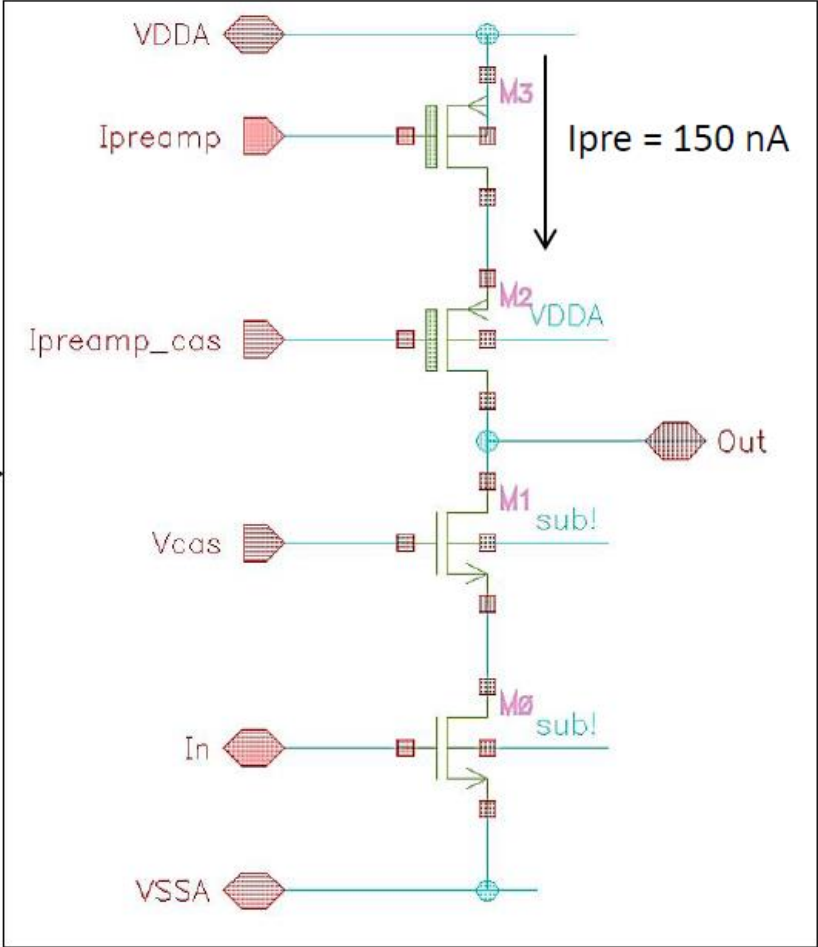 VDDA
M3
Ipreamp
Ipre = 150 nA
M2
VDDA
Ipreamp_cas
Out
M1
sub!
Vcas
MØ
sub!
In
VSSA